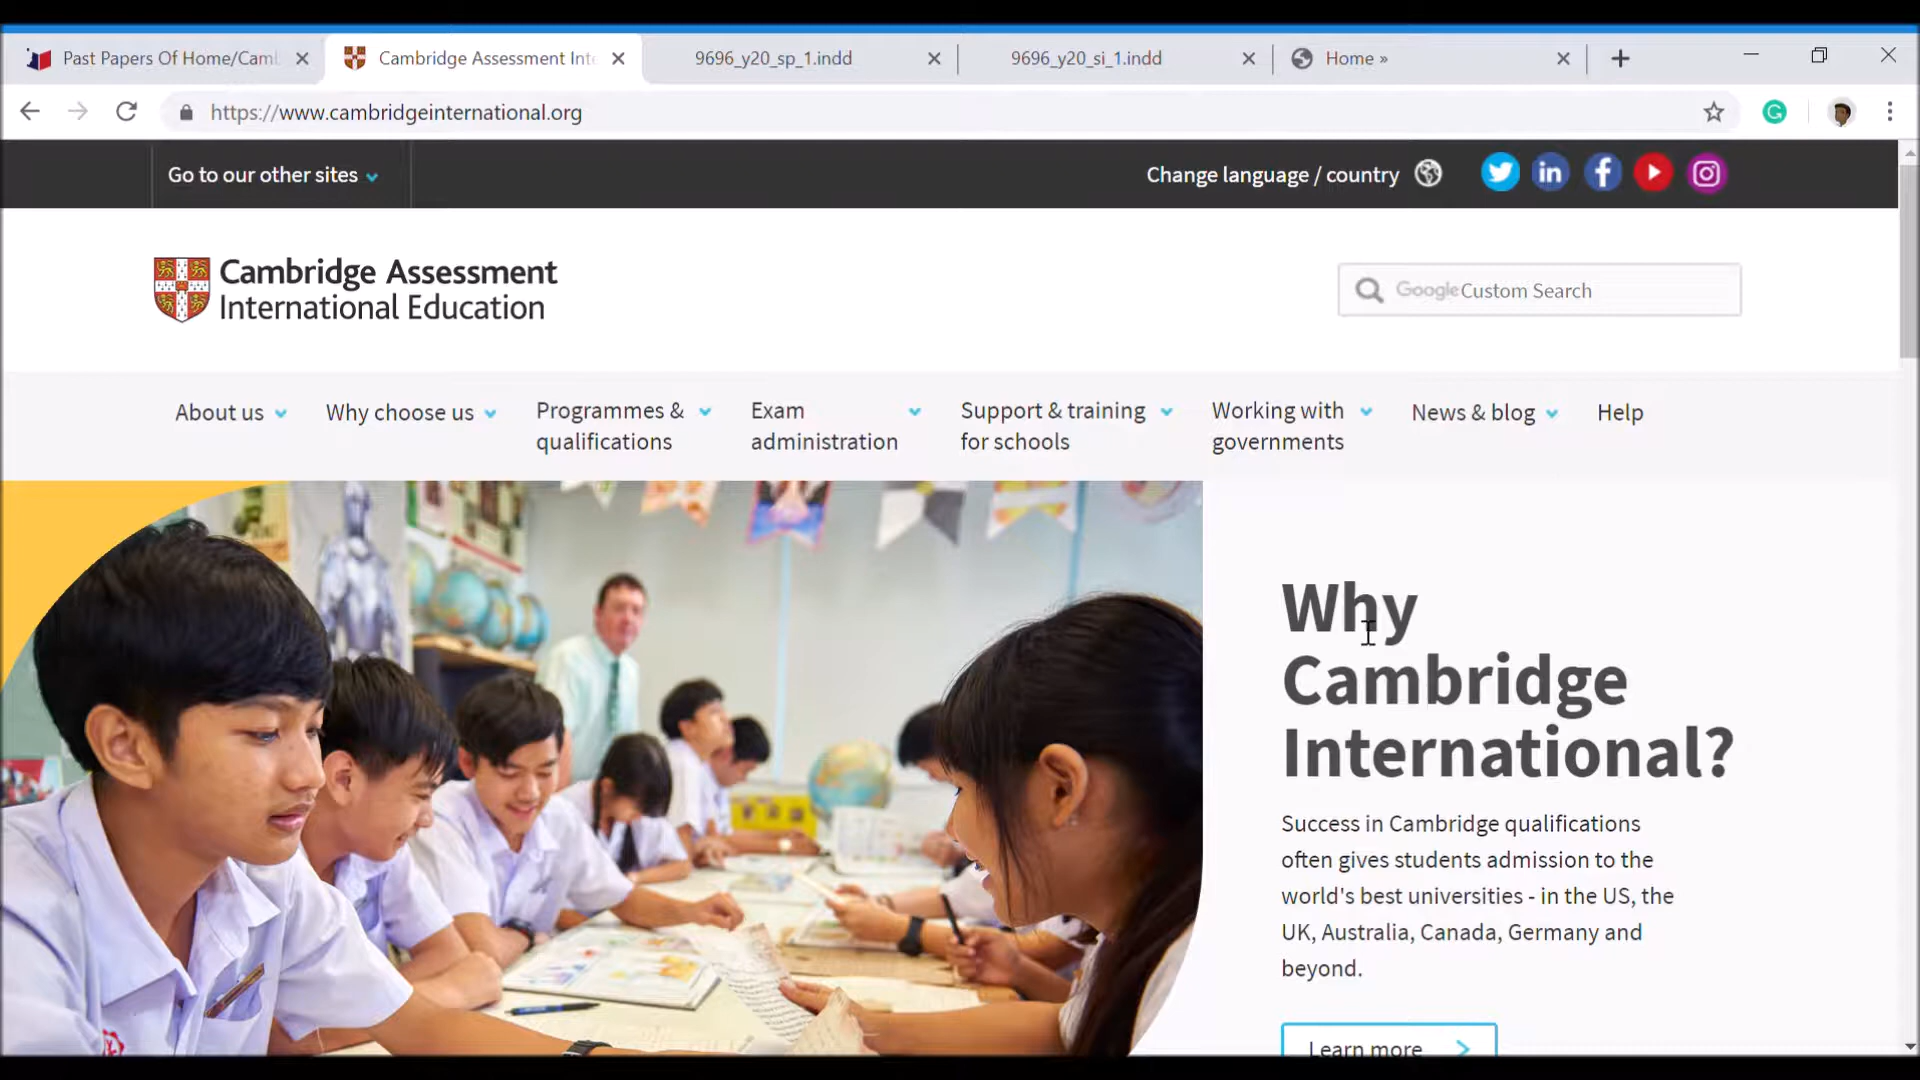 Past Papers Of Home/Cam
Cambridge Assessment Inte
9696_y20_sp_1.indd
9696_y20_si_1.indd
Home »
https://www.cambridgeinternational.org
Go to our other sites
Change language / country
Cambridge Assessment
International Education
Google Custom Search
About us
Why choose us
Programmes &
qualifications
Exam
administration
Support & training
for schools
Working with
governments
News & blog
Help
Why
Cambridge
International?
Success in Cambridge qualifications
often gives students admission to the
world's best universities - in the US, the
UK, Australia, Canada, Germany and
beyond.
Learn more